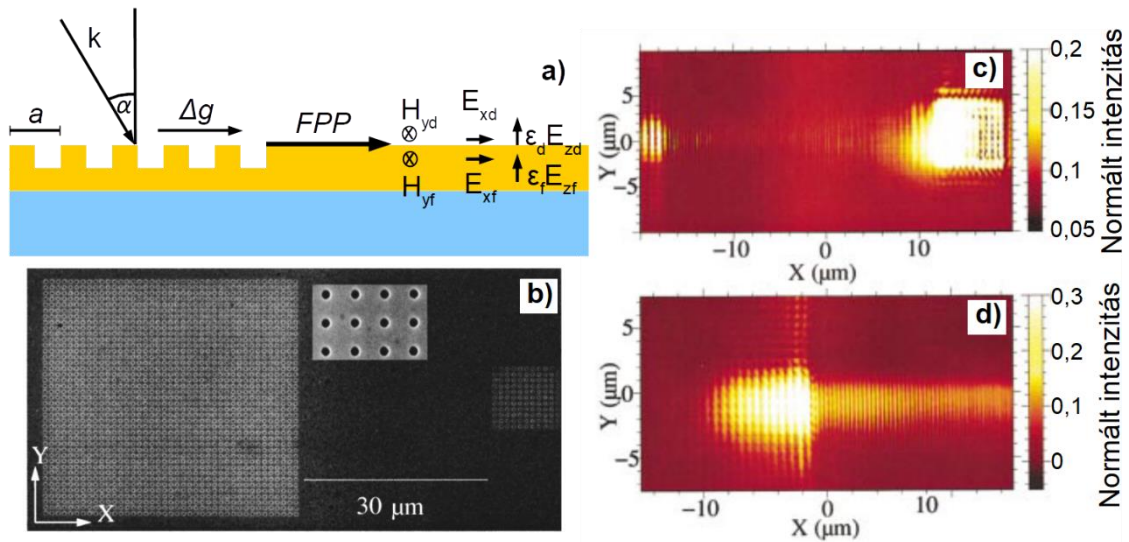 a)
k
α
a
Δg
FPP
H_yd
E_xd
ε_dE_zd
H_yf
E_xf
ε_fE_zf
b)
Y
X
30 μm
c)
5
0
−5
Y (μm)
−10
0
10
X (μm)
0,2
0,15
0,1
0,05
Normált intenzitás
d)
5
0
−5
Y (μm)
−10
0
10
X (μm)
0,3
0,2
0,1
0
Normált intenzitás